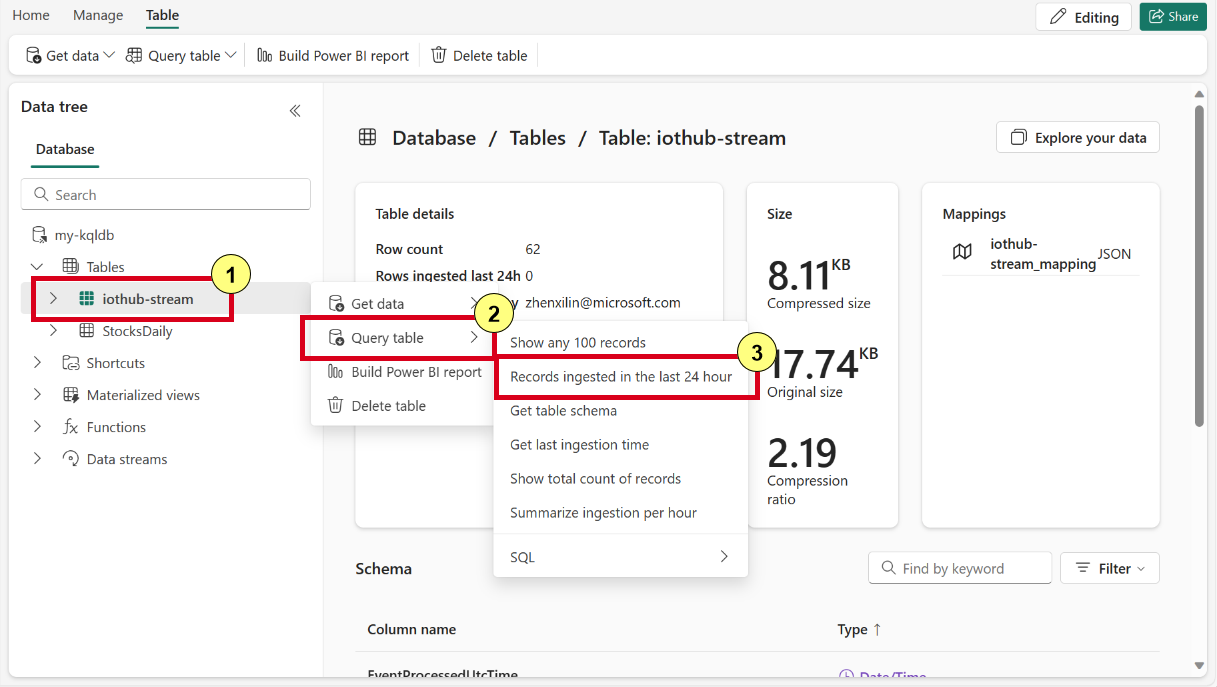 Home Manage Table Editing Share
Get data Query table Build Power BI report Delete table
Data tree
Database
Search
my-kqldb
Tables
1
iothub-stream
StocksDaily
Shortcuts
Materialized views
Functions
Data streams
Database / Tables / Table: iothub-stream
Explore your data
Table details
Row count 62
Rows ingested last 24h 0
y zhenxilin@microsoft.com
Get data
2
Query table
Build Power BI report
Delete table
Show any 100 records
3
Records ingested in the last 24 hour
Get table schema
Get last ingestion time
Show total count of records
Summarize ingestion per hour
SQL
Size
8.11 KB
Compressed size
17.74 KB
Original size
2.19
Compression
ratio
Mappings
iothub-
stream_mapping JSON
Schema
Find by keyword
Filter
Column name Type ↑
EventProcessedUtcTime Date/Time